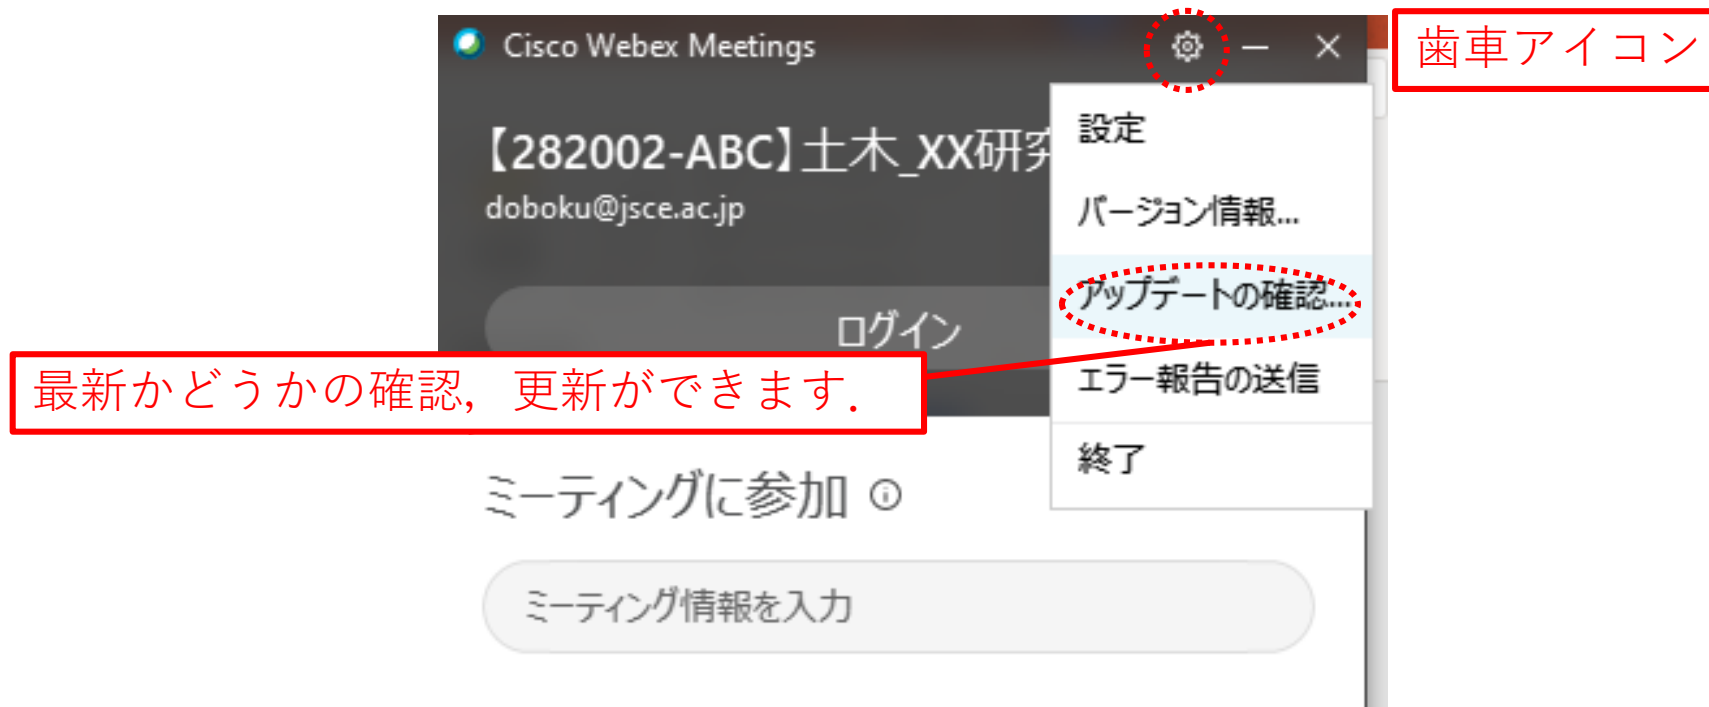 Cisco Webex Meetings
歯車アイコン
【282002-ABC】土木_XX研究
doboku@jsce.ac.jp
設定
バージョン情報...
アップデートの確認...
エラー報告の送信
終了
ログイン
最新かどうかの確認，更新ができます．
ミーティングに参加
ミーティング情報を入力